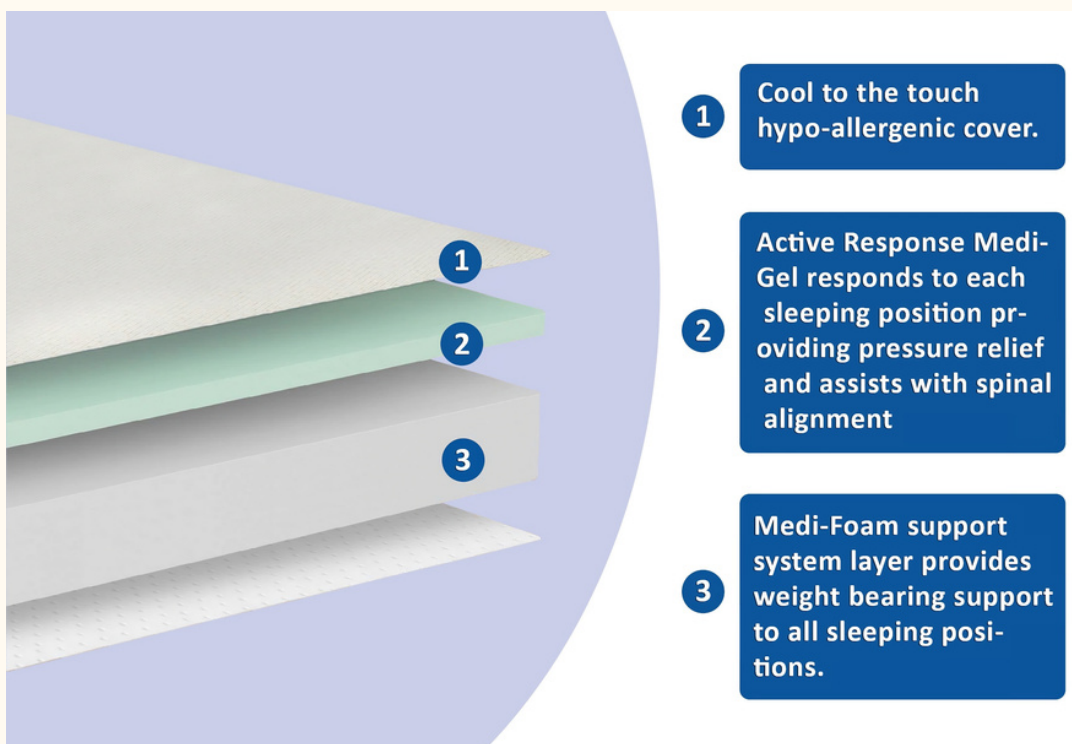 1
Cool to the touch
hypo-allergenic cover.
1
2
Active Response Medi-
Gel responds to each
sleeping position pr-
oviding pressure relief
and assists with spinal
alignment
2
3
Medi-Foam support
system layer provides
weight bearing support
to all sleeping posi-
tions.
3